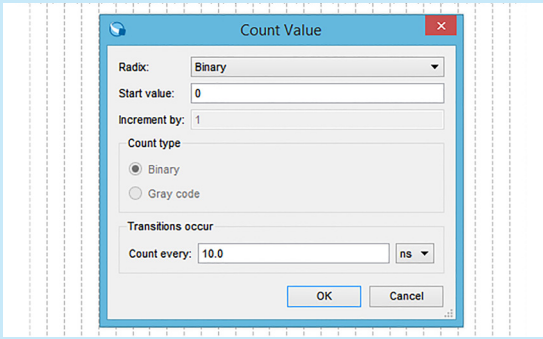 Count Value
Radix: Binary
Start value: 0
Increment by: 1
Count type
Binary
Gray code
Transitions occur
Count every: 10.0 ns
OK Cancel